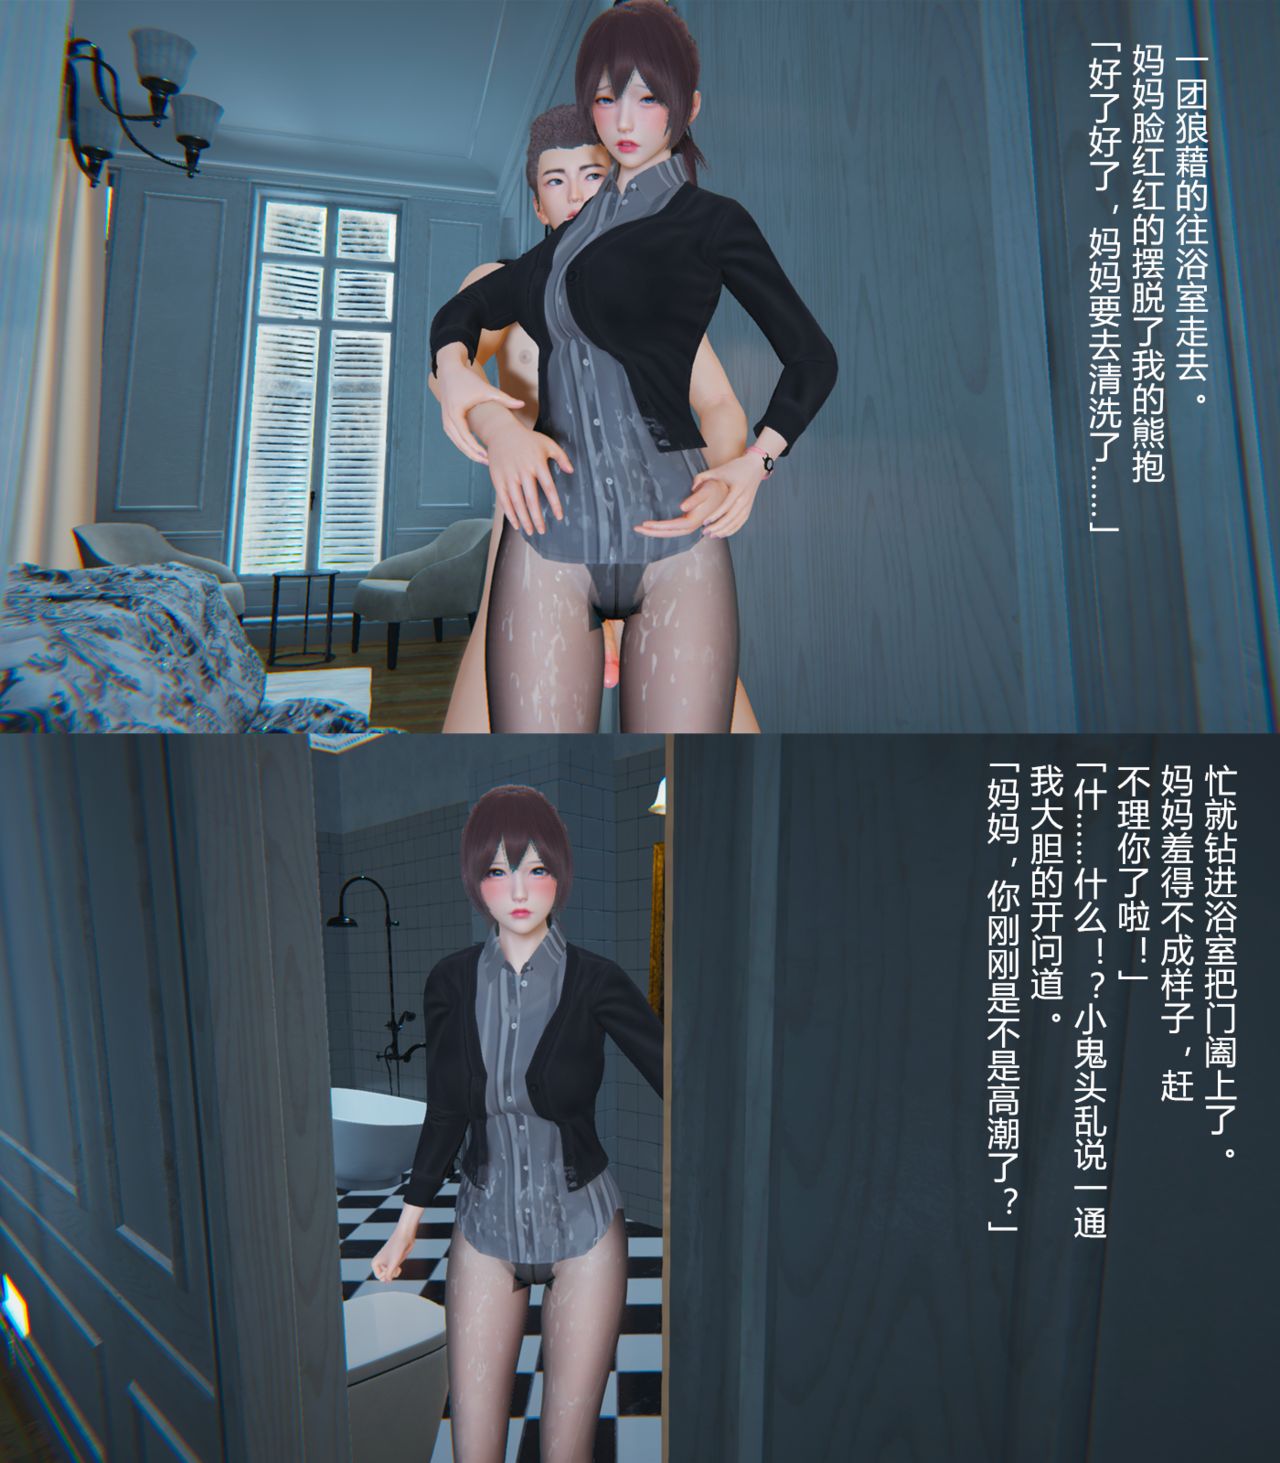 「好了好了，妈妈要去清洗了……」
妈妈脸红红的摆脱了我的熊抱
一团狼藉的往浴室走去。
「妈妈，你刚刚是不是高潮了？」
我大胆的开问道。
「什……什么！？小鬼头乱说一通
不理你了啦！」
妈妈羞得不成样子，赶
忙就钻进浴室把门阖上了。